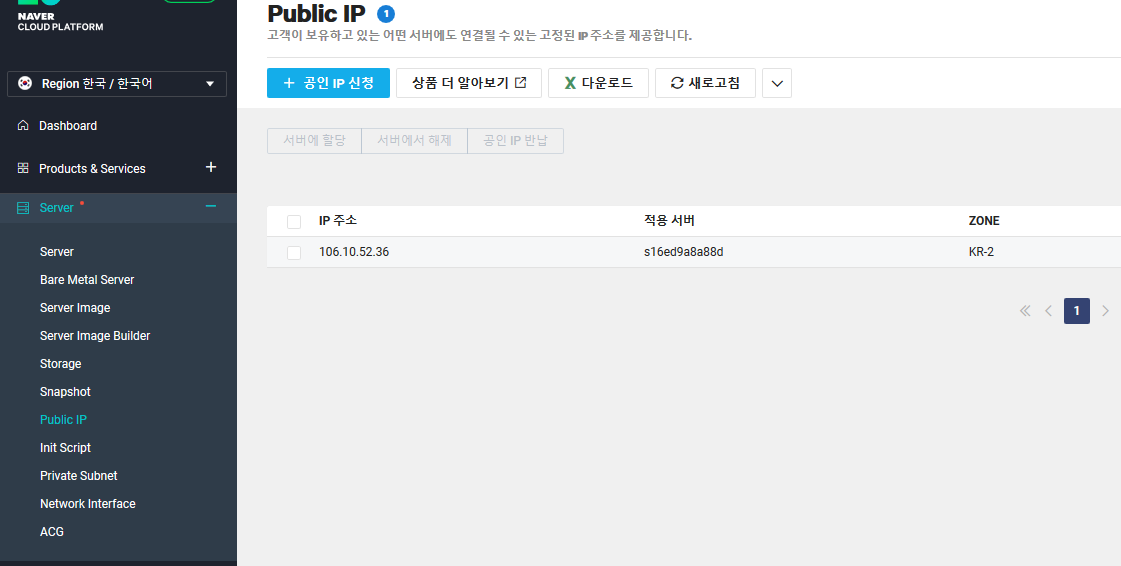 NAVER
CLOUD PLATFORM
Region 한국 / 한국어
Dashboard
Products & Services
Server
Server
Bare Metal Server
Server Image
Server Image Builder
Storage
Snapshot
Public IP
Init Script
Private Subnet
Network Interface
ACG
Public IP 1
고객이 보유하고 있는 어떤 서버에도 연결될 수 있는 고정된 IP 주소를 제공합니다.
+ 공인 IP 신청 상품 더 알아보기 다운로드 새로고침
서버에 할당 서버에서 해제 공인 IP 반납
IP 주소 적용 서버 ZONE
106.10.52.36 s16ed9a8a88d KR-2
1